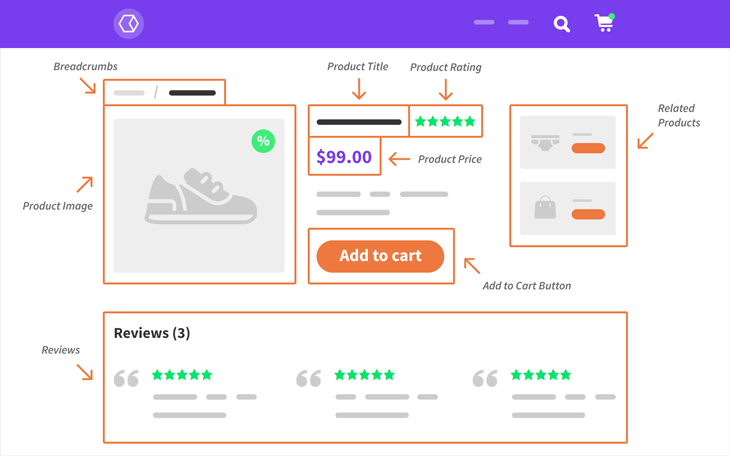 Breadcrumbs
/
Product Title
Product Rating
Related
Products
%
$99.00
Product Price
Product Image
Add to cart
Add to Cart Button
Reviews
Reviews (3)
“ “ “